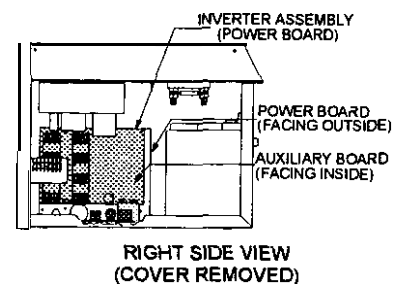 INVERTER ASSEMBLY
(POWER BOARD)
POWER BOARD
(FACING OUTSIDE)
AUXILIARY BOARD
(FACING INSIDE)
RIGHT SIDE VIEW
(COVER REMOVED)